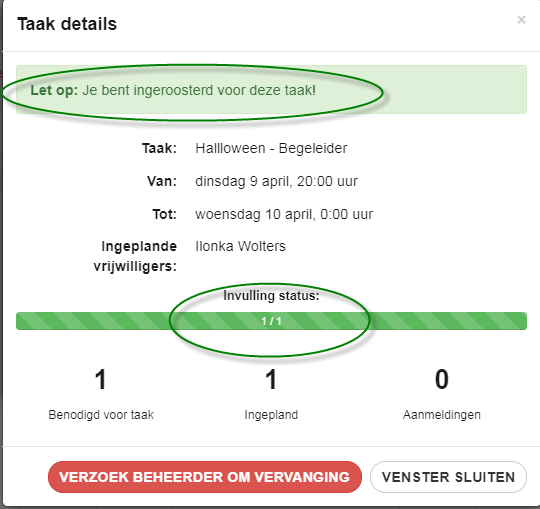 Taak details
×
Let op: Je bent ingeroosterd voor deze taak!
Taak: Hallloween - Begeleider
Van: dinsdag 9 april, 20:00 uur
Tot: woensdag 10 april, 0:00 uur
Ingeplande Ilonka Wolters
vrijwilligers:
Invulling status:
1 / 1
1 1 0
Benodigd voor taak Ingepland Aanmeldingen
VERZOEK BEHEERDER OM VERVANGING VENSTER SLUITEN